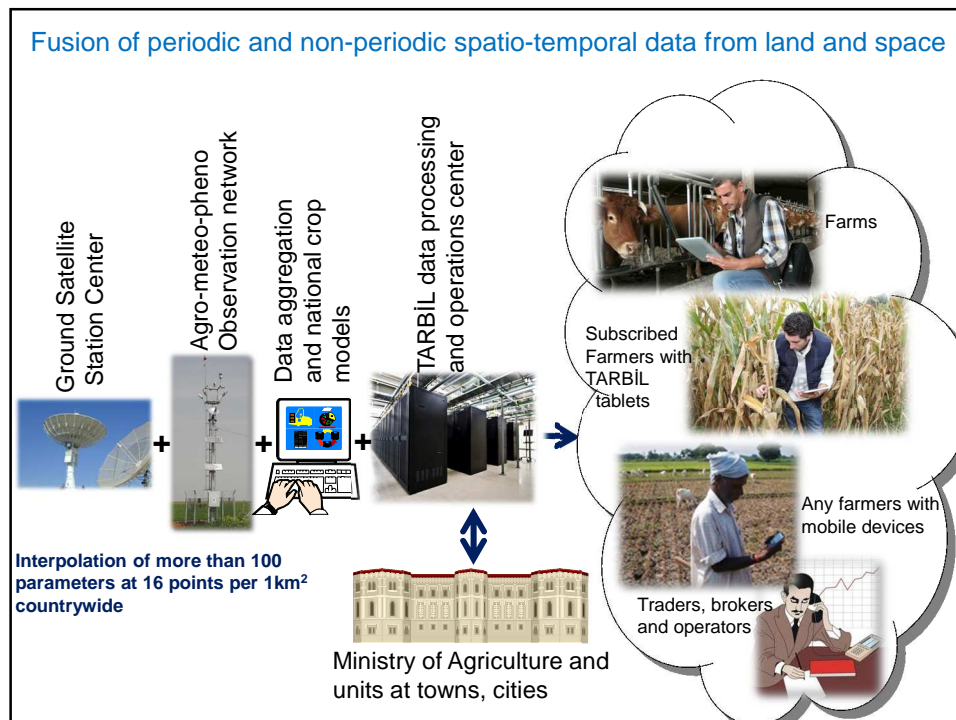 Fusion of periodic and non-periodic spatio-temporal data from land and space
Ground Satellite
Station Center
Agro-meteo-pheno
Observation network
Data aggregation
and national crop
models
TARBİL data processing
and operations center
+
+
+
Farms
Subscribed
Farmers with
TARBİL
tablets
Any farmers with
mobile devices
Traders, brokers
and operators
Interpolation of more than 100
parameters at 16 points per 1km²
countrywide
Ministry of Agriculture and
units at towns, cities